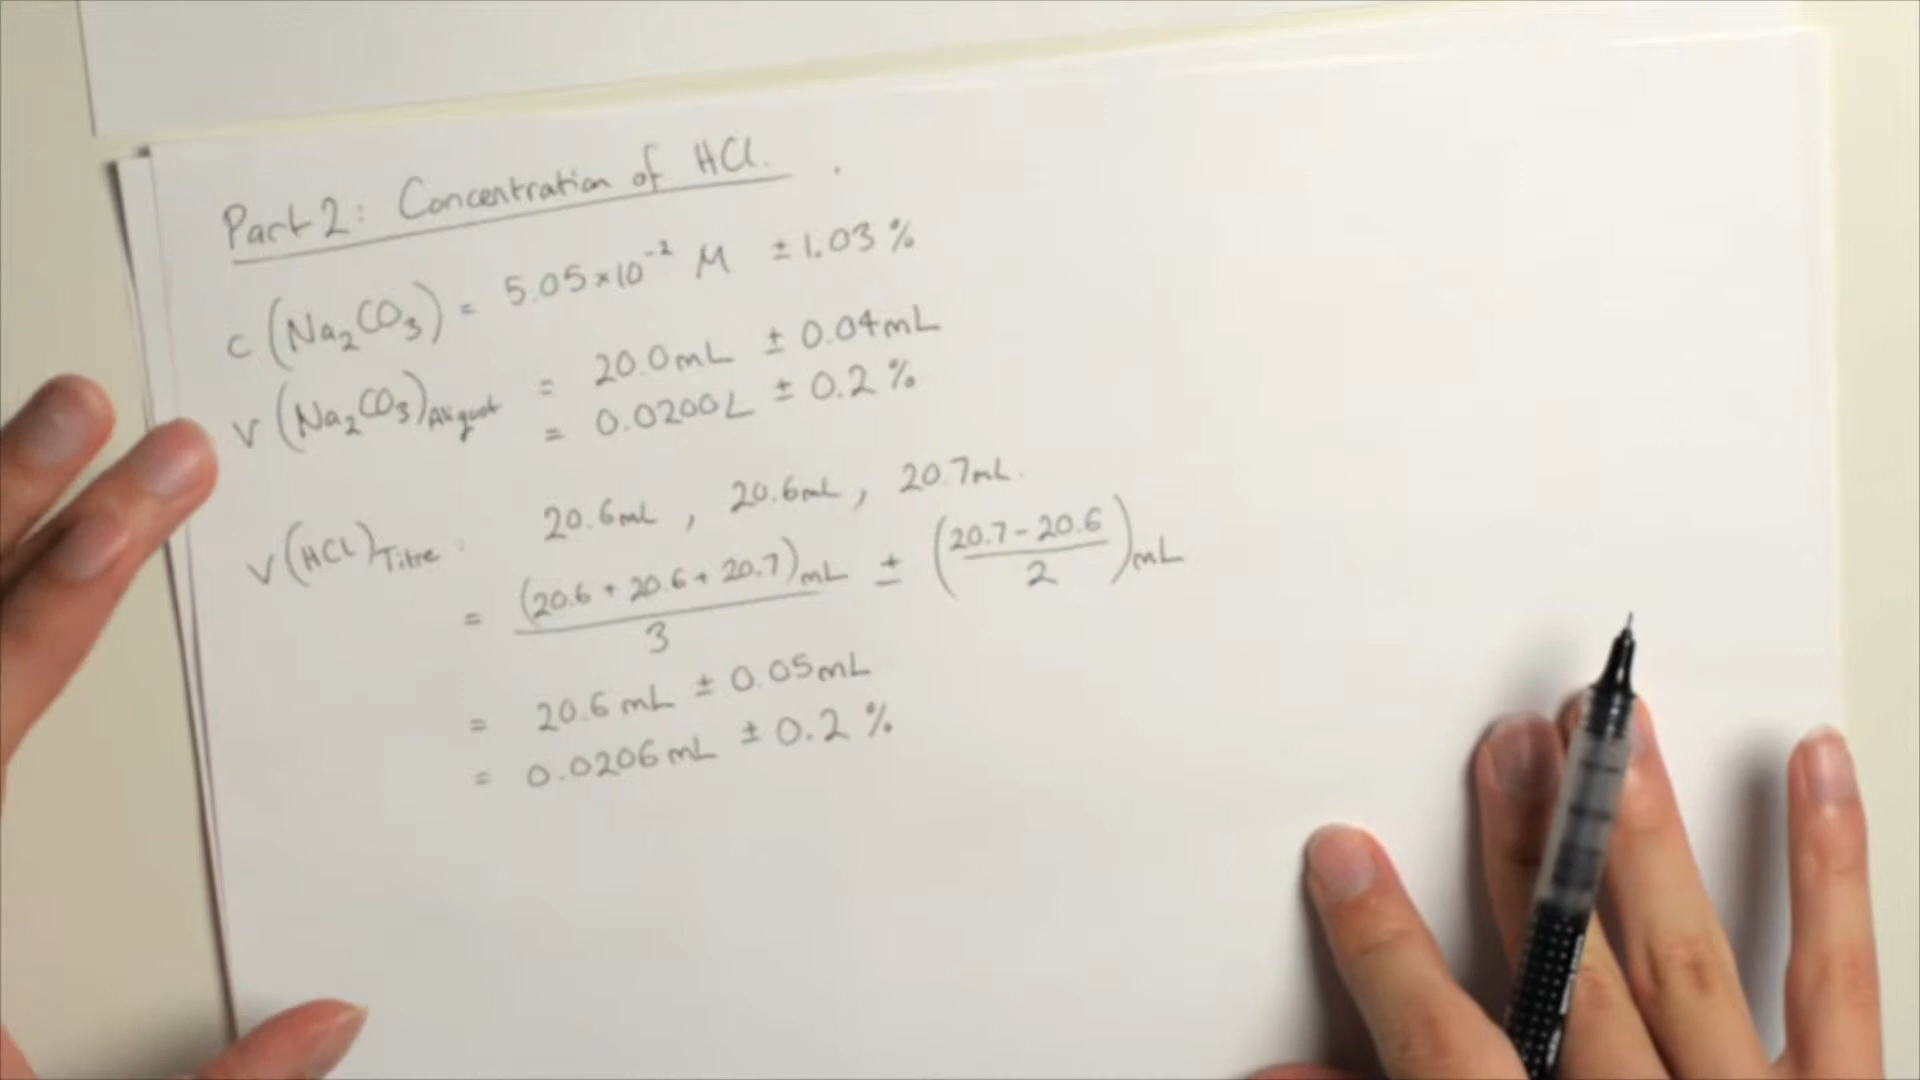 Part 2: Concentration of HCl.
c (Na₂CO₃) = 5.05×10⁻² M ± 1.03 %
V (Na₂CO₃)Aliquot = 20.0mL ± 0.04mL
= 0.0200L ± 0.2 %
V (HCl)Titre : 20.6mL , 20.6mL , 20.7mL.
= (20.6 + 20.6 + 20.7)mL / 3 ± (20.7 - 20.6 / 2)mL
= 20.6 mL ± 0.05mL
= 0.0206 mL ± 0.2 %